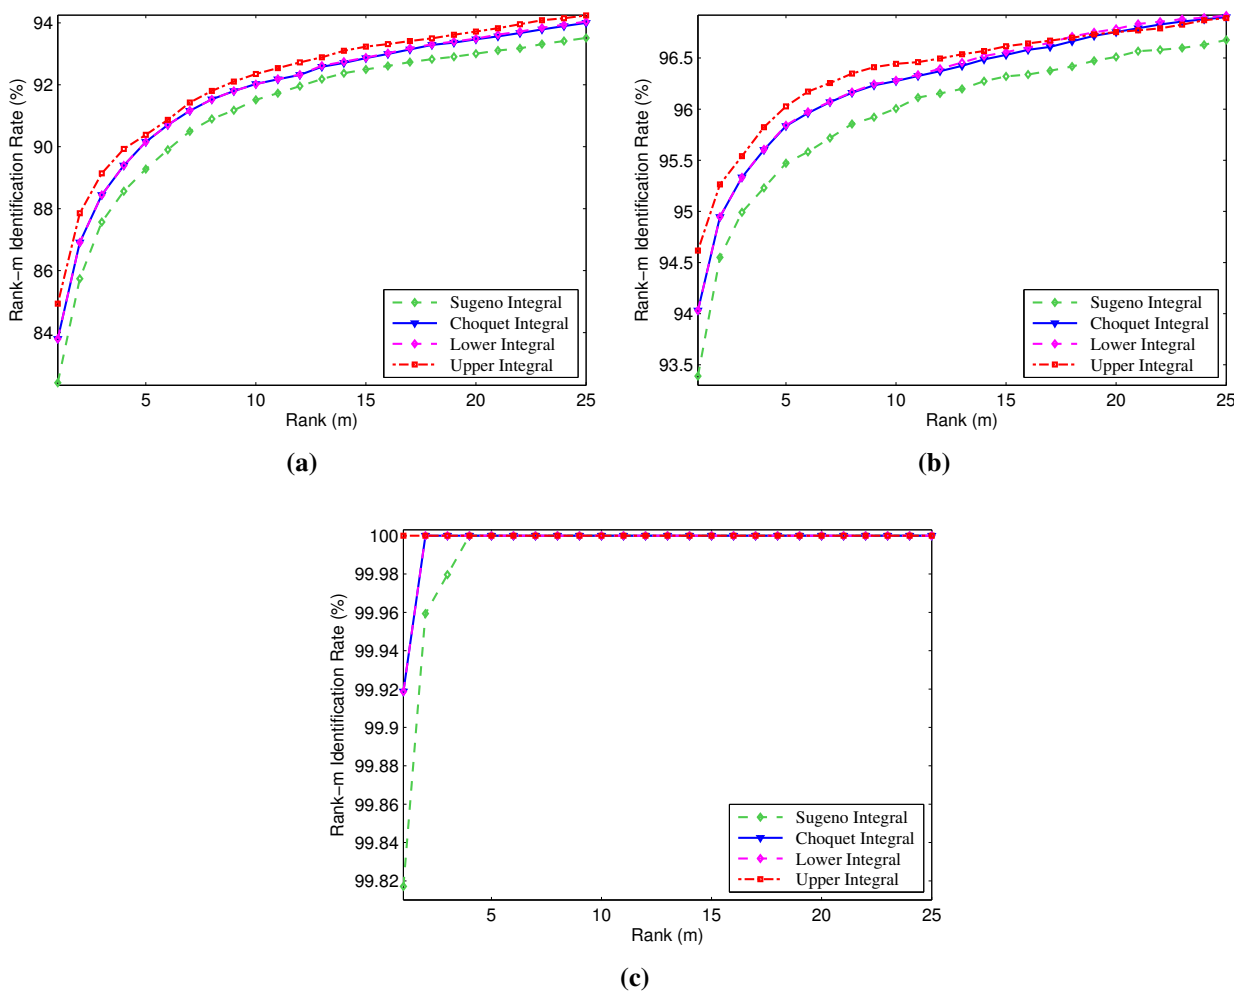 94
92
90
88
86
84
Rank−m Identification Rate (%)
5
10
15
20
25
Rank (m)
Sugeno Integral
Choquet Integral
Lower Integral
Upper Integral
(a)
96.5
96
95.5
95
94.5
94
93.5
Rank−m Identification Rate (%)
5
10
15
20
25
Rank (m)
Sugeno Integral
Choquet Integral
Lower Integral
Upper Integral
(b)
100
99.98
99.96
99.94
99.92
99.9
99.88
99.86
99.84
99.82
Rank−m Identification Rate (%)
5
10
15
20
25
Rank (m)
Sugeno Integral
Choquet Integral
Lower Integral
Upper Integral
(c)